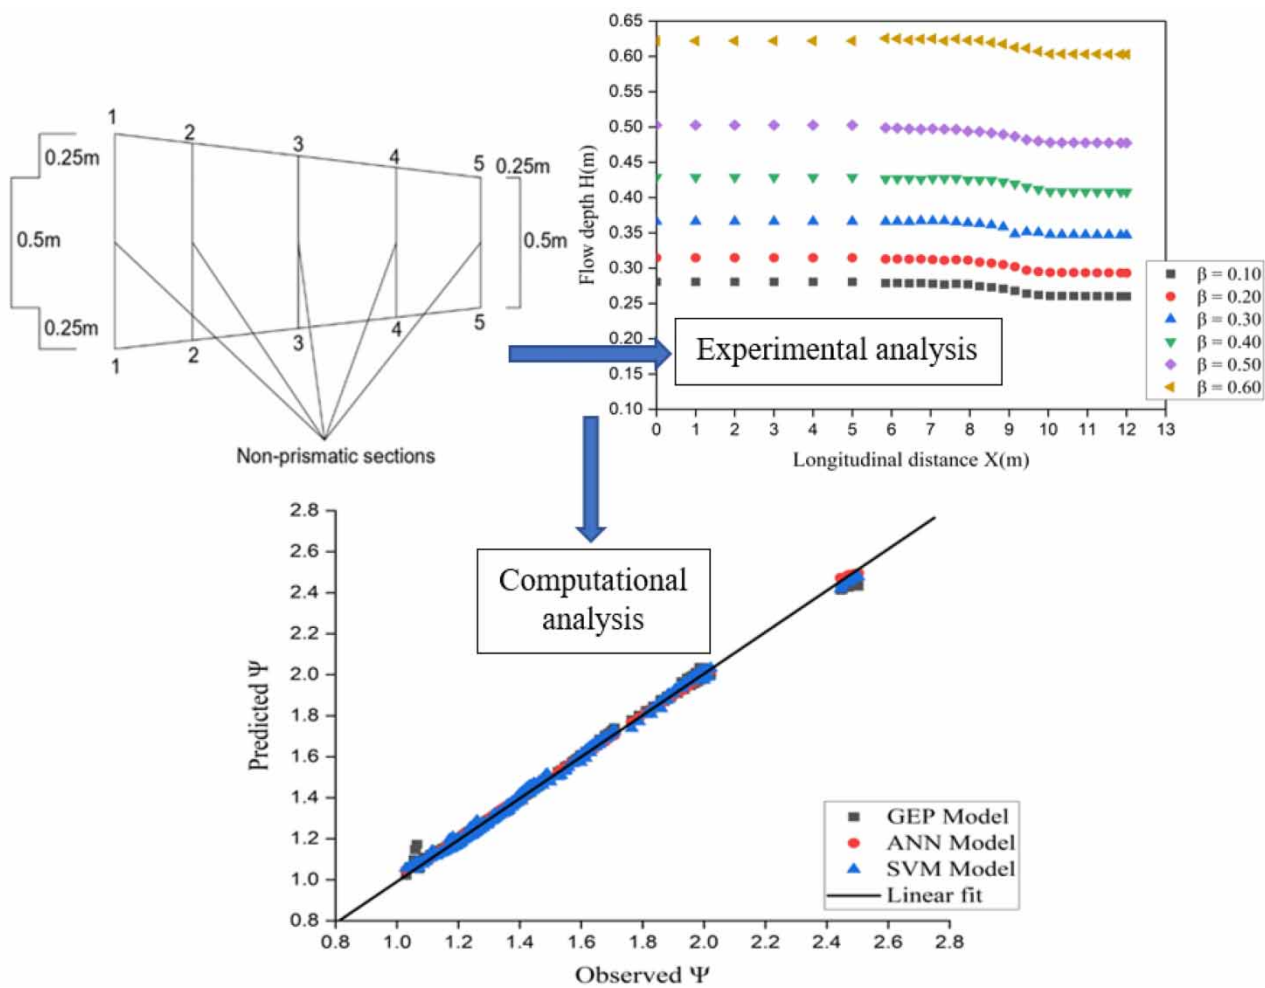 1
2
3
4
5
0.25m
0.25m
0.5m
0.5m
0.25m
1
2
3
4
5
Non-prismatic sections
0.65
0.60
0.55
0.50
0.45
0.40
0.35
0.30
0.25
0.20
0.15
0.10
Flow depth H(m)
0 1 2 3 4 5 6 7 8 9 10 11 12 13
Longitudinal distance X(m)
β = 0.10
β = 0.20
β = 0.30
β = 0.40
β = 0.50
β = 0.60
Experimental analysis
Computational
analysis
2.8
2.6
2.4
2.2
2.0
1.8
1.6
1.4
1.2
1.0
0.8
Predicted Ψ
0.8 1.0 1.2 1.4 1.6 1.8 2.0 2.2 2.4 2.6 2.8
Observed Ψ
GEP Model
ANN Model
SVM Model
Linear fit